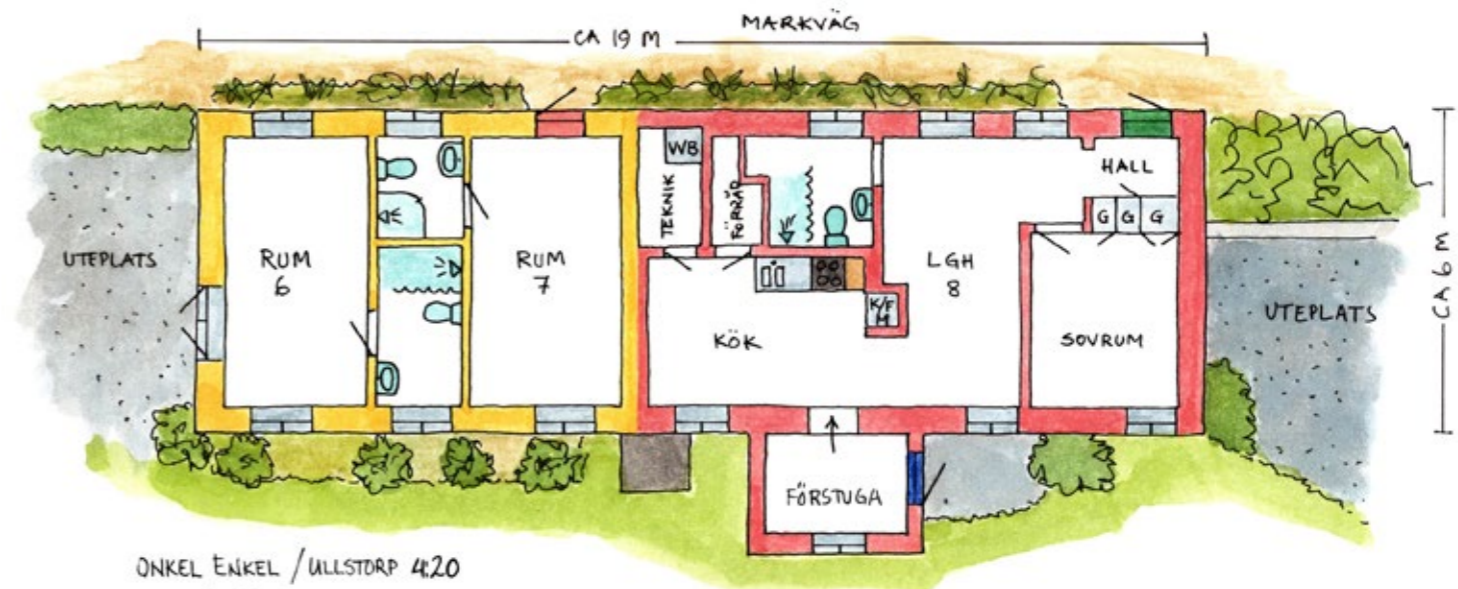 MARKVÄG
CA 19 M
WB
TEKNIK
FÖRRÅD
HALL
G G G
UTEPLATS
RUM
6
RUM
7
LGH
8
K/F
M
KÖK
SOVRUM
UTEPLATS
CA 6 M
FÖRSTUGA
ONKEL ENKEL / ULLSTORP 4:20